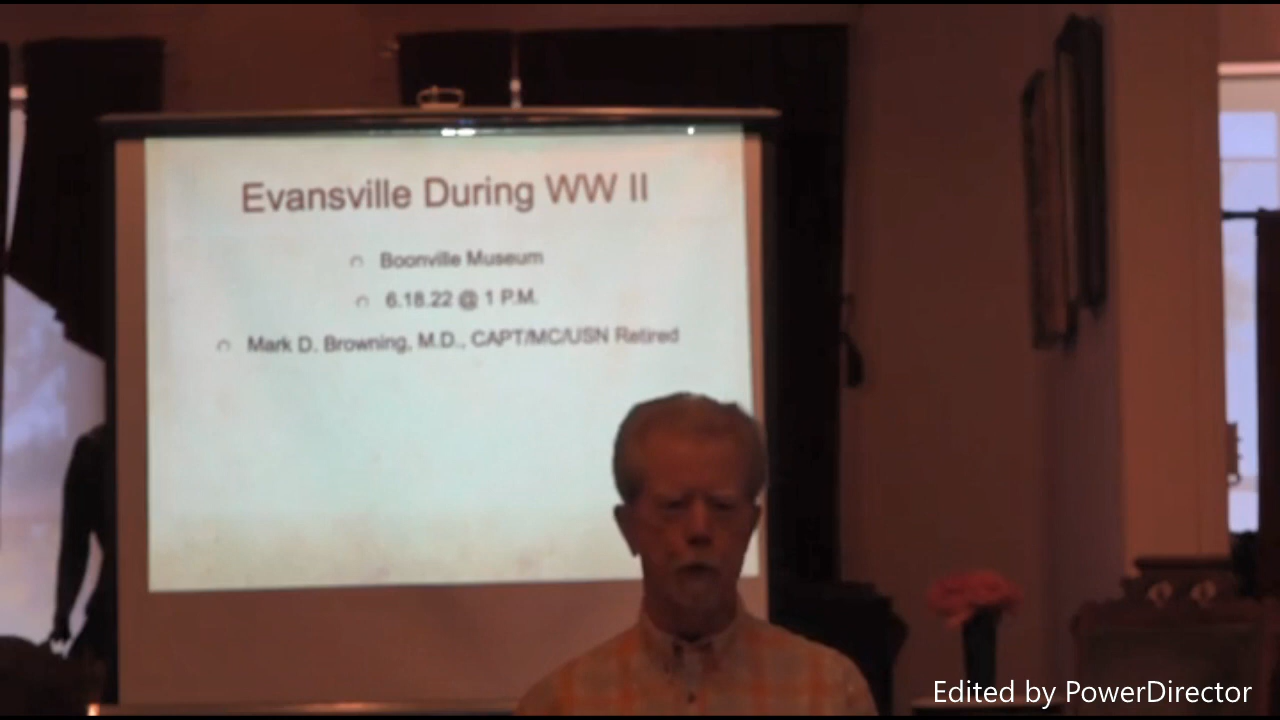 Evansville During WW II
Boonville Museum
6.18.22 @ 1 P.M.
Mark D. Browning, M.D., CAPT/MC/USN Retired
Edited by PowerDirector